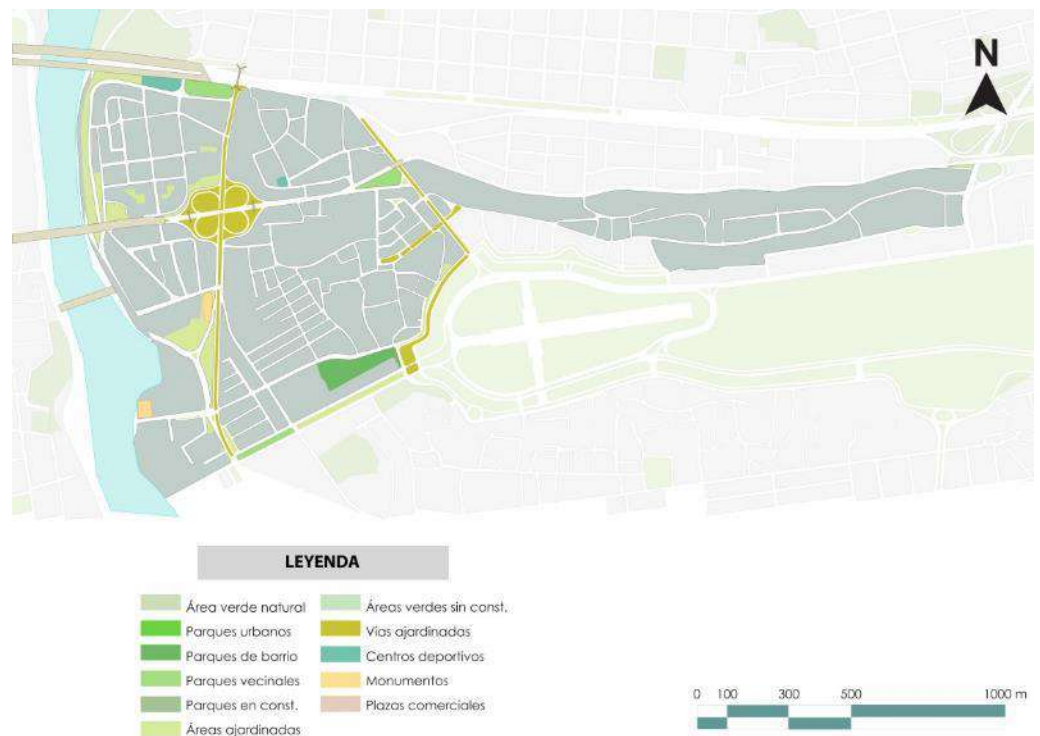 N
LEYENDA
Área verde natural
Parques urbanos
Parques de barrio
Parques vecinales
Parques en const.
Áreas ajardinadas
Áreas verdes sin const.
Vías ajardinadas
Centros deportivos
Monumentos
Plazas comerciales
0 100 300 500 1000 m